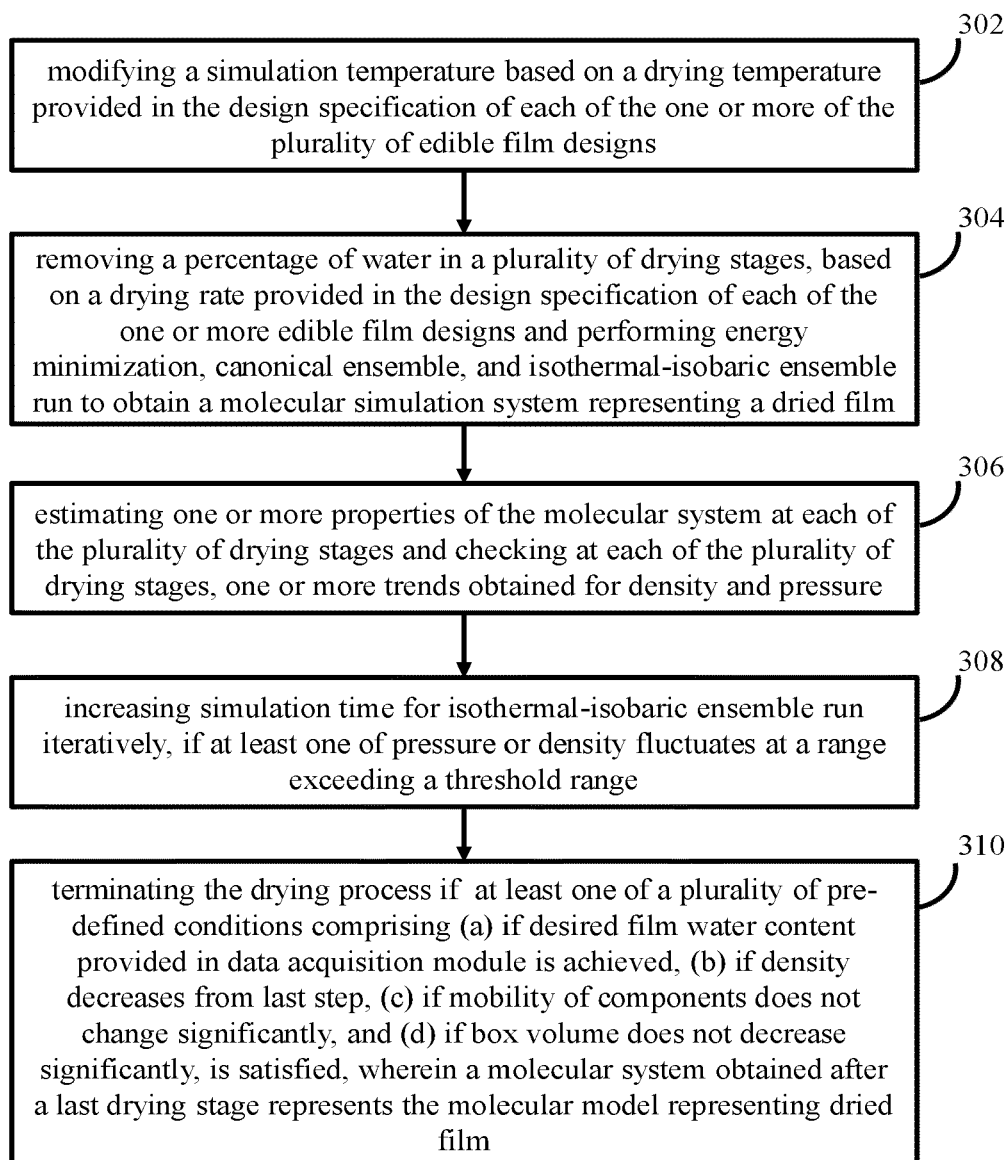 302
modifying a simulation temperature based on a drying temperature
provided in the design specification of each of the one or more of the
plurality of edible film designs
304
removing a percentage of water in a plurality of drying stages, based
on a drying rate provided in the design specification of each of the
one or more edible film designs and performing energy
minimization, canonical ensemble, and isothermal-isobaric ensemble
run to obtain a molecular simulation system representing a dried film
306
estimating one or more properties of the molecular system at each of
the plurality of drying stages and checking at each of the plurality of
drying stages, one or more trends obtained for density and pressure
308
increasing simulation time for isothermal-isobaric ensemble run
iteratively, if at least one of pressure or density fluctuates at a range
exceeding a threshold range
310
terminating the drying process if at least one of a plurality of pre-
defined conditions comprising (a) if desired film water content
provided in data acquisition module is achieved, (b) if density
decreases from last step, (c) if mobility of components does not
change significantly, and (d) if box volume does not decrease
significantly, is satisfied, wherein a molecular system obtained after
a last drying stage represents the molecular model representing dried
film